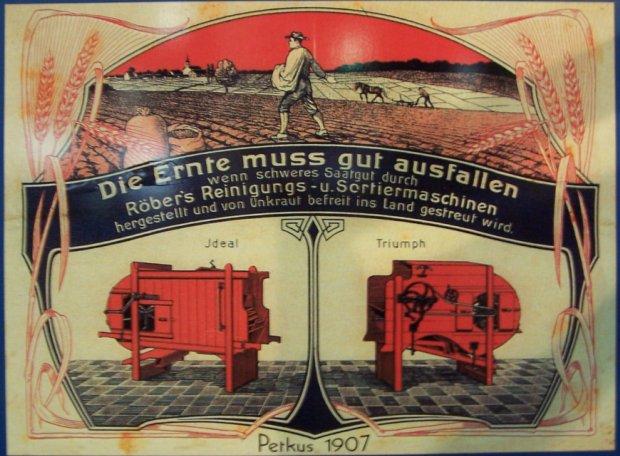 Die Ernte muss gut ausfallen
wenn schweres Saatgut durch
Röber's Reinigungs-u. Sortiermaschinen
hergestellt und von Unkraut befreit ins Land gestreut wird.
Jdeal
Triumph
Petkus 1907